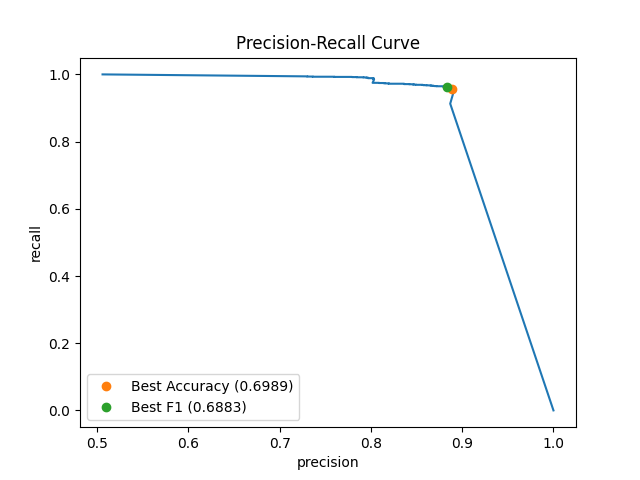 Precision-Recall Curve
1.0
0.8
0.6
0.4
0.2
0.0
recall
Best Accuracy (0.6989)
Best F1 (0.6883)
0.5 0.6 0.7 0.8 0.9 1.0
precision